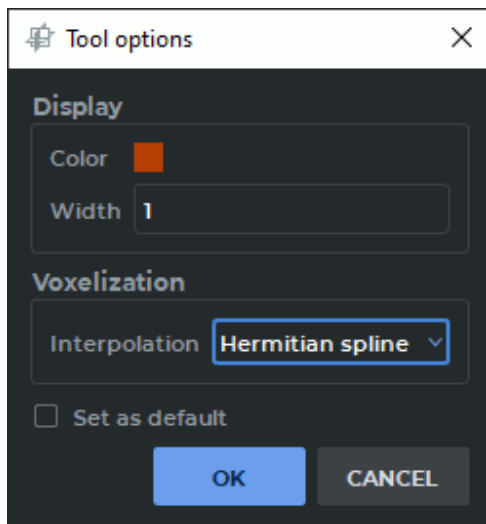 Tool options
Display
Color
Width 1
Voxelization
Interpolation Hermitian spline
Set as default
OK CANCEL